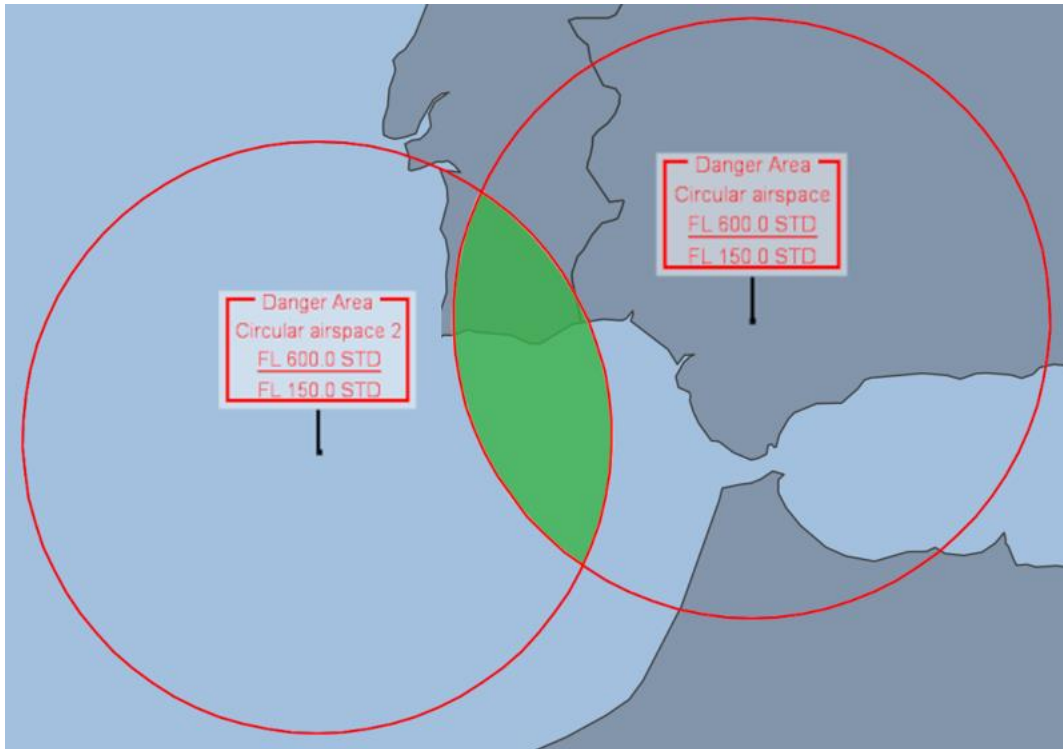 Danger Area
Circular airspace
FL 600.0 STD
FL 150.0 STD
Danger Area
Circular airspace 2
FL 600.0 STD
FL 150.0 STD